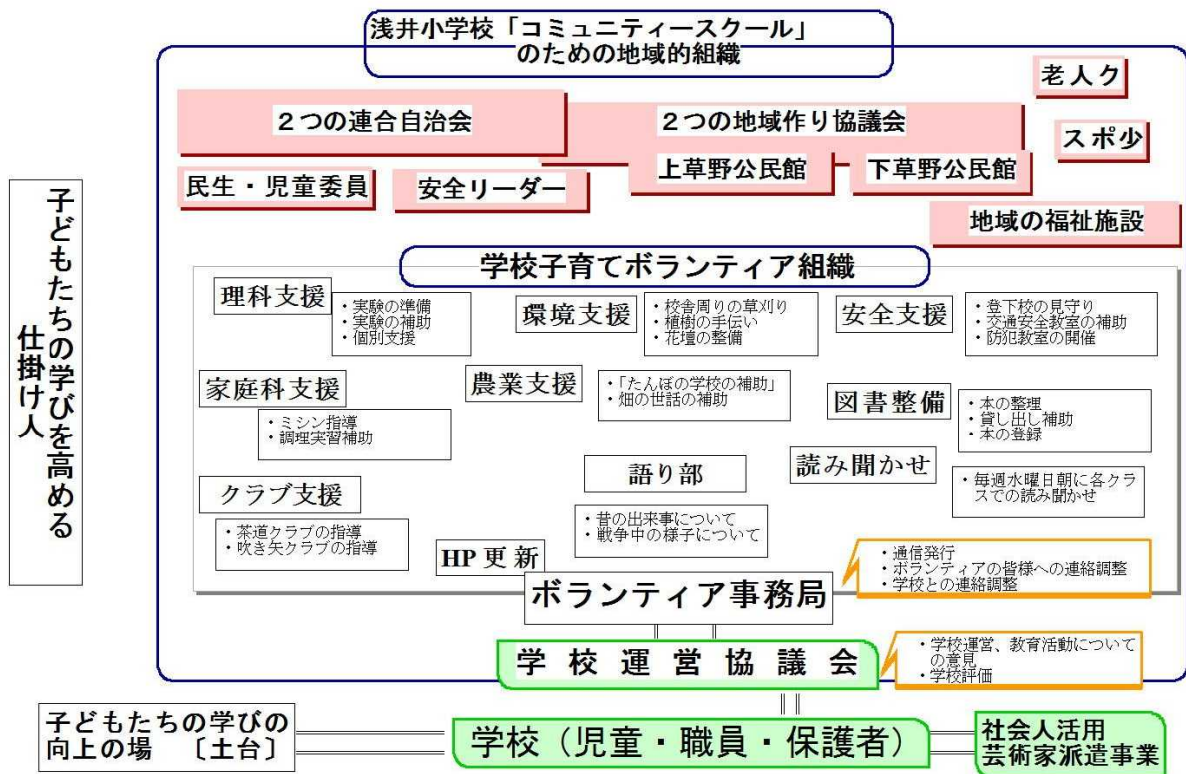 浅井小学校「コミュニティースクール」
のための地域的組織
老人ク
2つの連合自治会
2つの地域作り協議会
スポ少
民生・児童委員
安全リーダー
上草野公民館
下草野公民館
地域の福祉施設
子どもたちの学びを高める
仕掛け人
学校子育てボランティア組織
理科支援
・実験の準備
・実験の補助
・個別支援
環境支援
・校舎周りの草刈り
・植樹の手伝い
・花壇の整備
安全支援
・登下校の見守り
・交通安全教室の補助
・防犯教室の開催
家庭科支援
・ミシン指導
・調理実習補助
農業支援
・「たんぼの学校の補助」
・畑の世話の補助
図書整備
・本の整理
・貸し出し補助
・本の登録
クラブ支援
・茶道クラブの指導
・吹き矢クラブの指導
語り部
・昔の出来事について
・戦争中の様子について
読み聞かせ
・毎週水曜日朝に各クラ
スでの読み聞かせ
HP更新
ボランティア事務局
・通信発行
・ボランティアの皆様への連絡調整
・学校との連絡調整
学校運営協議会
・学校運営、教育活動について
の意見
・学校評価
子どもたちの学びの
向上の場 〔土台〕
学校（児童・職員・保護者）
社会人活用
芸術家派遣事業